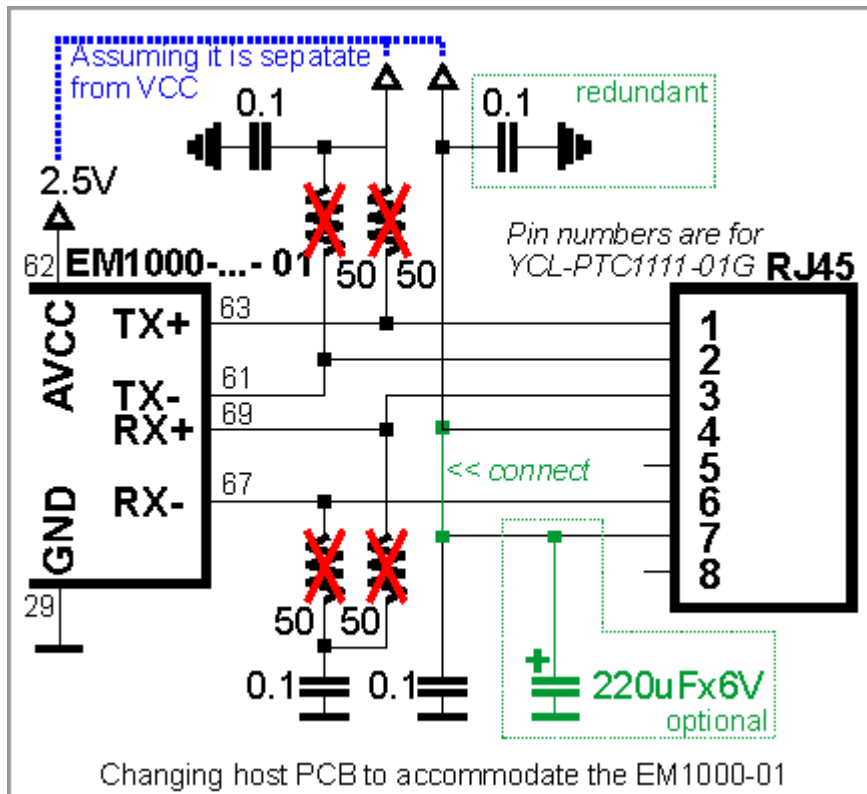 Assuming it is sepatate
from VCC
0.1
0.1
redundant
2.5V
Pin numbers are for
YCL-PTC1111-01G
RJ45
62
EM1000-...-01
50
50
AVCC
GND
TX+
63
TX-
61
RX+
69
RX-
67
29
1
2
3
4
5
6
7
8
<< connect
50
50
0.1
0.1
+
220uFx6V
optional
Changing host PCB to accommodate the EM1000-01